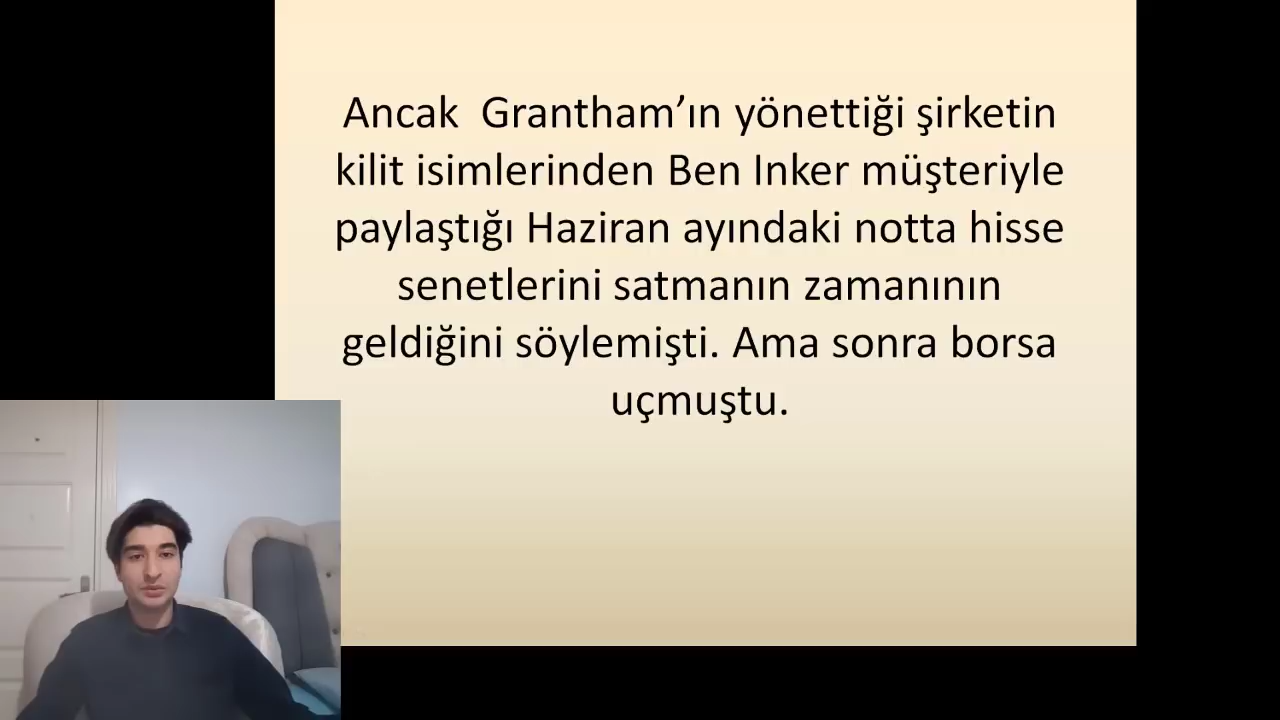 Ancak  Grantham’ın yönettiği şirketin
kilit isimlerinden Ben Inker müşteriyle
paylaştığı Haziran ayındaki notta hisse
senetlerini satmanın zamanının
geldiğini söylemişti. Ama sonra borsa
uçmuştu.